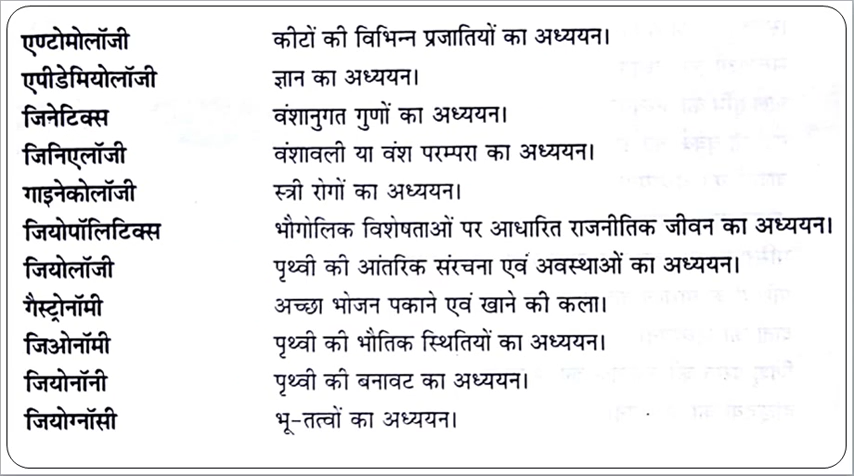 एण्टोमोलॉजी कीटों की विभिन्न प्रजातियों का अध्ययन।
एपीडेमियोलॉजी ज्ञान का अध्ययन।
जिनेटिक्स वंशानुगत गुणों का अध्ययन।
जिनिएलॉजी वंशावली या वंश परम्परा का अध्ययन।
गाइनेकोलॉजी स्त्री रोगों का अध्ययन।
जियोपॉलिटिक्स भौगोलिक विशेषताओं पर आधारित राजनीतिक जीवन का अध्ययन।
जियोलॉजी पृथ्वी की आंतरिक संरचना एवं अवस्थाओं का अध्ययन।
गैस्ट्रोनॉमी अच्छा भोजन पकाने एवं खाने की कला।
जिओनॉमी पृथ्वी की भौतिक स्थितियों का अध्ययन।
जियोनॉनी पृथ्वी की बनावट का अध्ययन।
जियोग्नॉसी भू-तत्वों का अध्ययन।